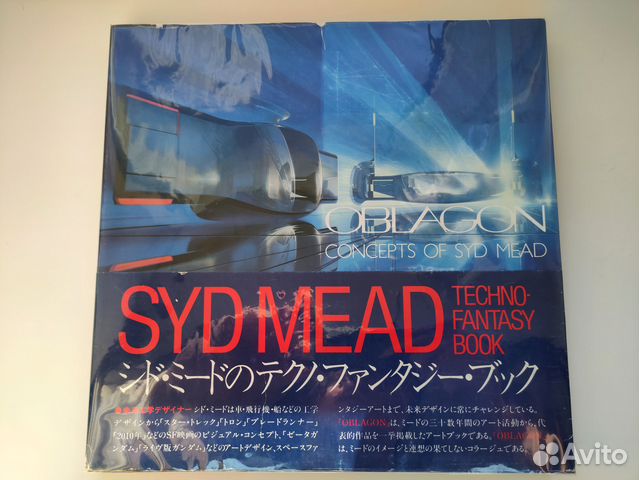 OBLAGON
CONCEPTS OF SYD MEAD
SYD MEAD
TECHNO-
FANTASY
BOOK
シド・ミードのテクノ・ファンタジー・ブック
デザイナー シド・ミードは車・飛行機・船などの工学
デザインから「スター・トレック」「トロン」「ブレードランナー」
「2010年」などのSF映画のビジュアル・コンセプト、「ゼータガ
ンダム」「ライヴ版ガンダム」などのアートデザイン、スペースファ
ンタジーアートまで、未来デザインに常にチャレンジしている。
「OBLAGON」は、ミードの三十数年間のアート活動から、代
表的作品を一挙掲載したアートブックである。「OBLAGON」
は、ミードのイメージと連想の果てしないコラージュである。
Avito